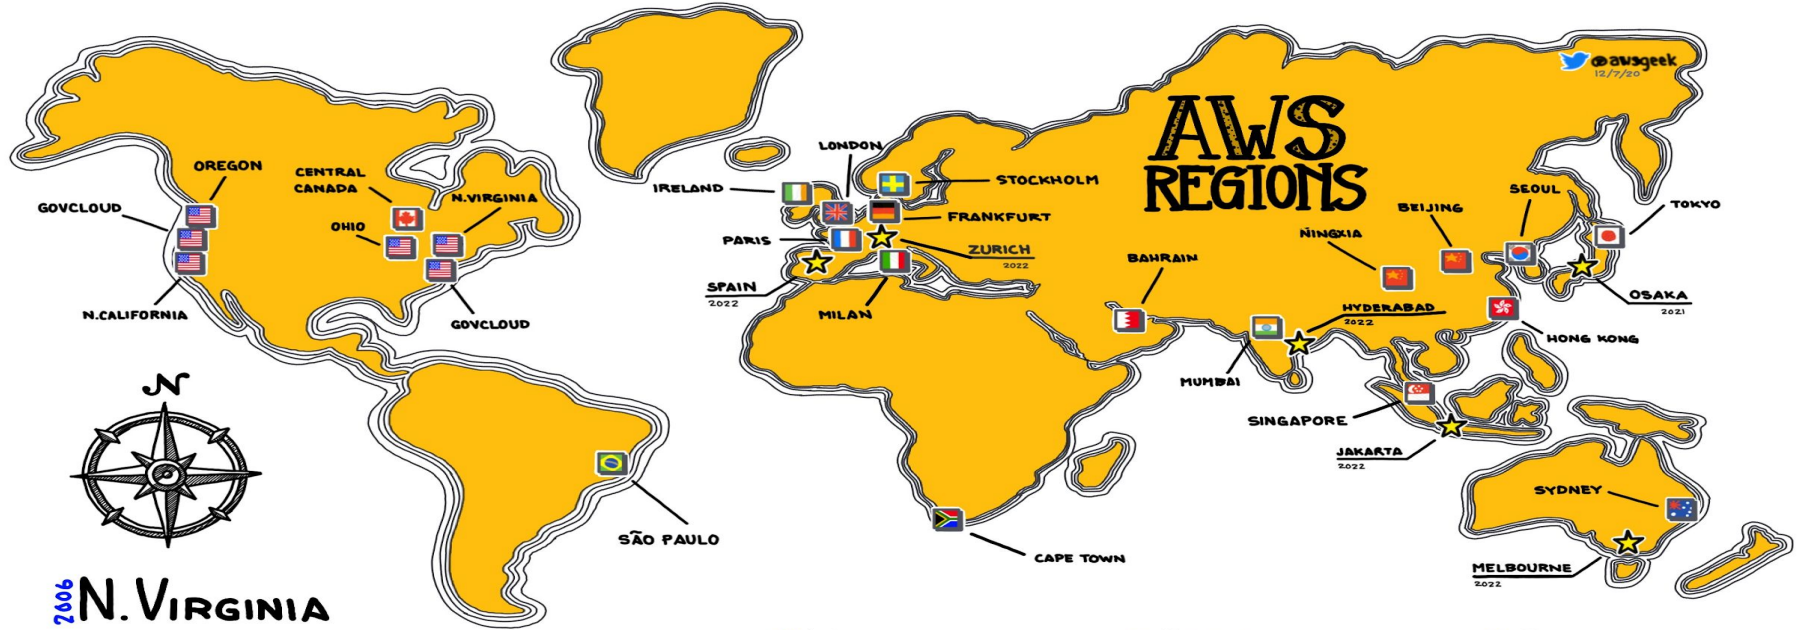 @awsgeek
12/7/20
AWS
REGIONS
OREGON
CENTRAL
CANADA
GOVCLOUD
N.VIRGINIA
OHIO
N.CALIFORNIA
GOVCLOUD
LONDON
IRELAND
STOCKHOLM
FRANKFURT
PARIS
ZURICH
2022
SPAIN
2022
MILAN
BAHRAIN
SEOUL
BEIJING
TOKYO
NINGXIA
OSAKA
2021
HYDERABAD
2022
HONG KONG
MUMBAI
SINGAPORE
JAKARTA
2022
N
SYDNEY
SÃO PAULO
CAPE TOWN
MELBOURNE
2022
2006 N. VIRGINIA